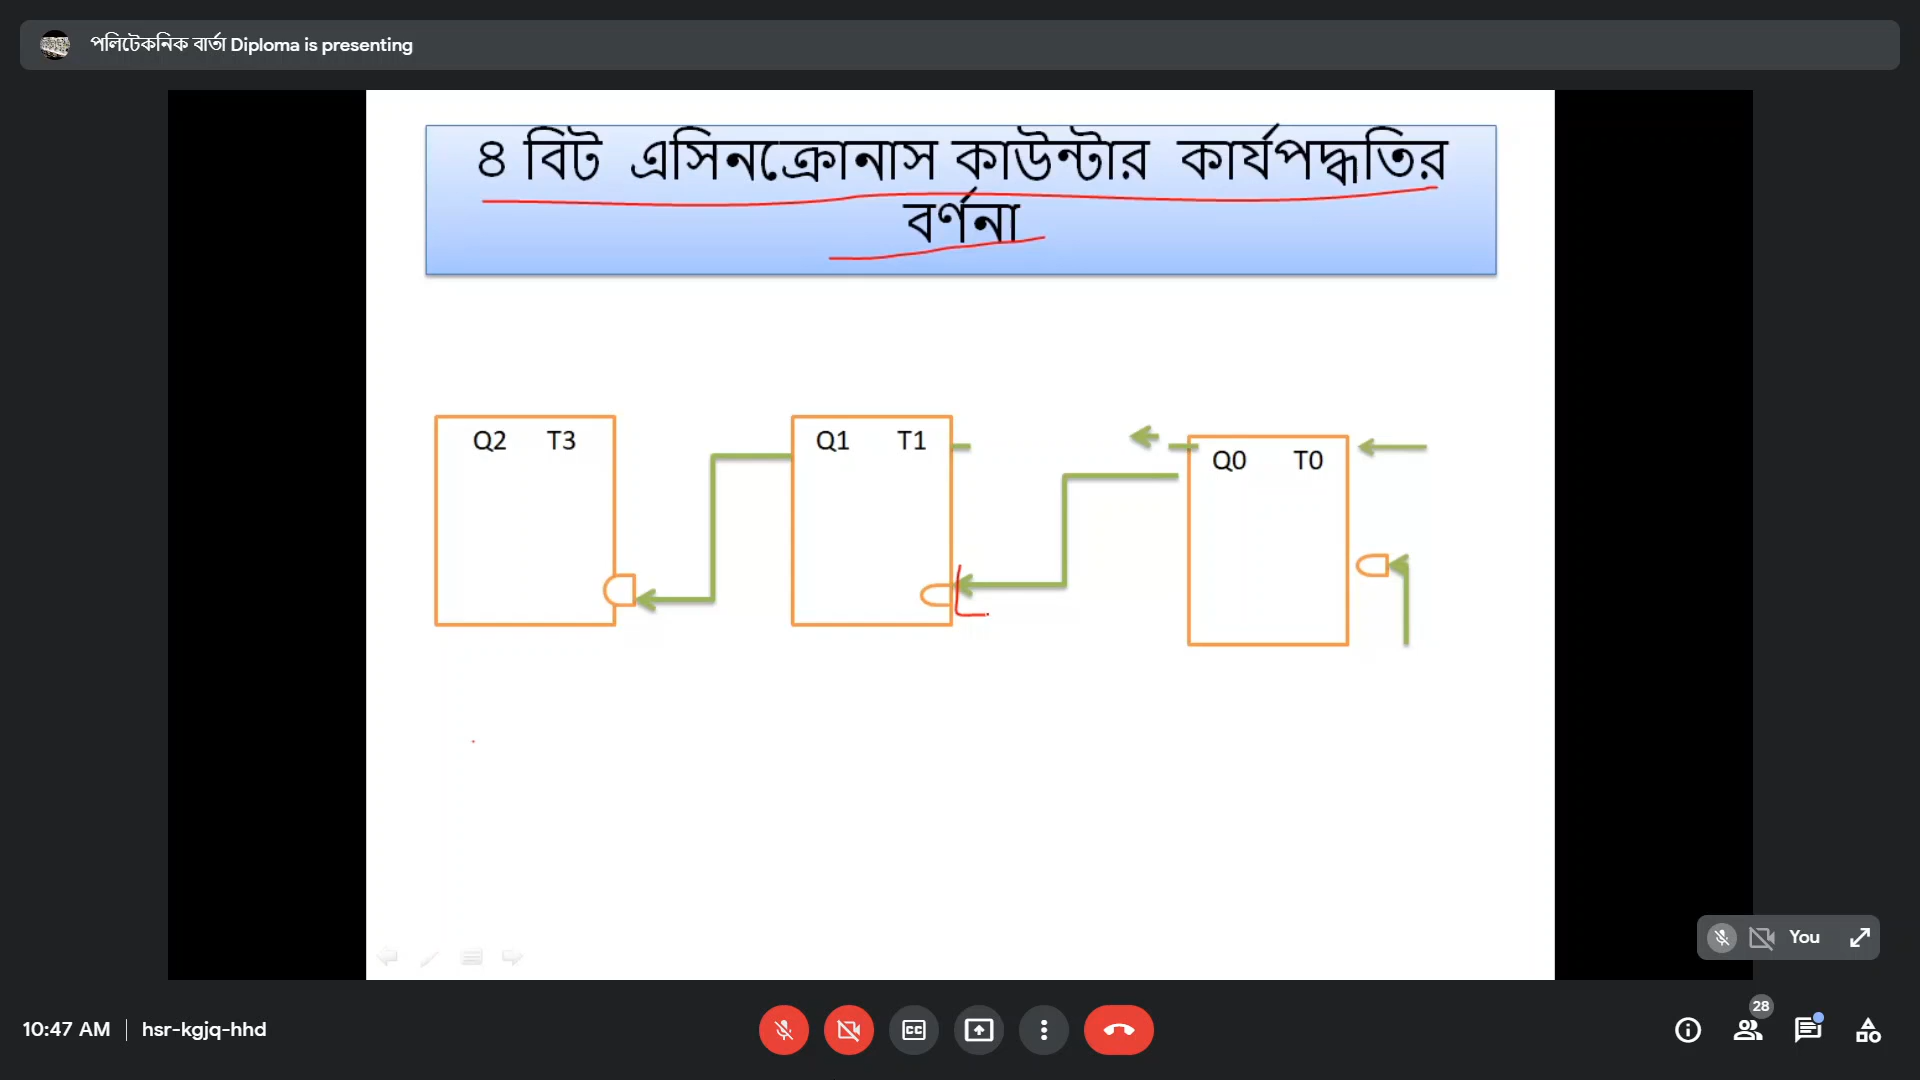 পলিটেকনিক বার্তা Diploma is presenting
৪ বিট এসিনক্রোনাস কাউন্টার কার্যপদ্ধতির
বর্ণনা
Q2 T3
Q1 T1
Q0 T0
You
28
10:47 AM | hsr-kgjq-hhd
CC